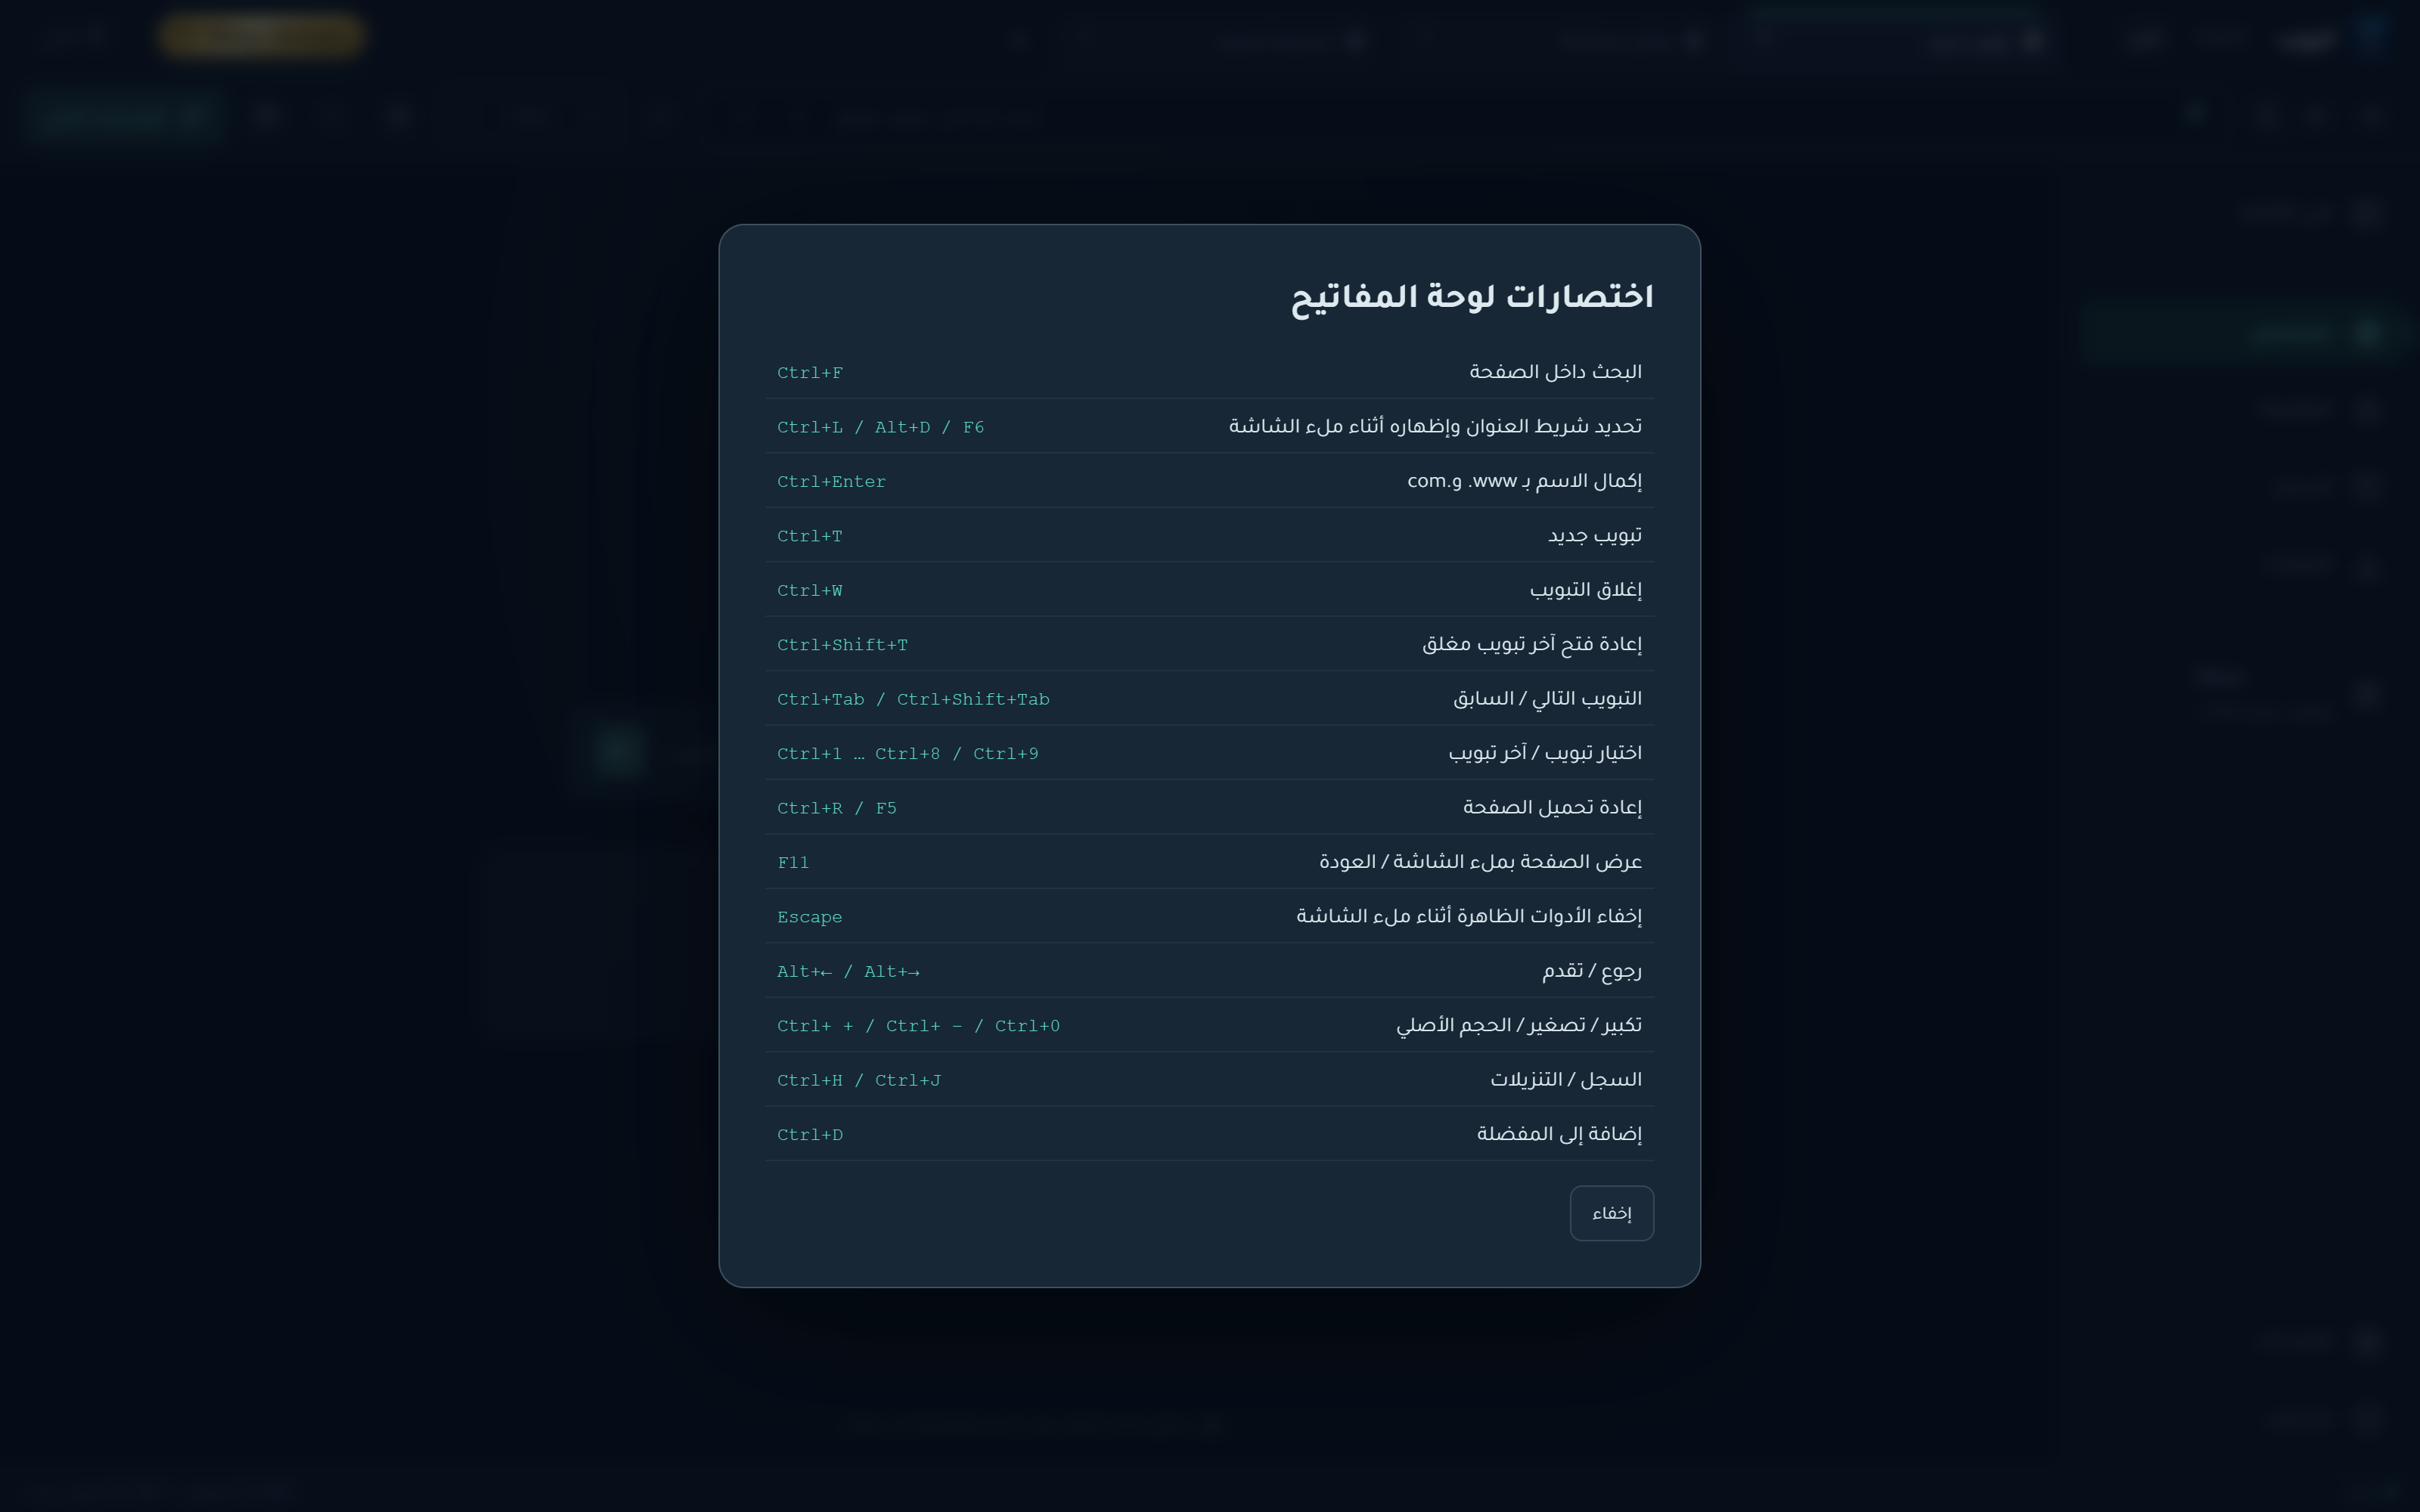 اختصارات لوحة المفاتيح
البحث داخل الصفحة Ctrl+F
تحديد شريط العنوان وإظهاره أثناء ملء الشاشة Ctrl+L / Alt+D / F6
إكمال الاسم بـ www. و.com Ctrl+Enter
تبويب جديد Ctrl+T
إغلاق التبويب Ctrl+W
إعادة فتح آخر تبويب مغلق Ctrl+Shift+T
التبويب التالي / السابق Ctrl+Tab / Ctrl+Shift+Tab
اختيار تبويب / آخر تبويب Ctrl+1 … Ctrl+8 / Ctrl+9
إعادة تحميل الصفحة Ctrl+R / F5
عرض الصفحة بملء الشاشة / العودة F11
إخفاء الأدوات الظاهرة أثناء ملء الشاشة Escape
رجوع / تقدم Alt+← / Alt+→
تكبير / تصغير / الحجم الأصلي Ctrl+ + / Ctrl+ − / Ctrl+0
السجل / التنزيلات Ctrl+H / Ctrl+J
إضافة إلى المفضلة Ctrl+D
إخفاء